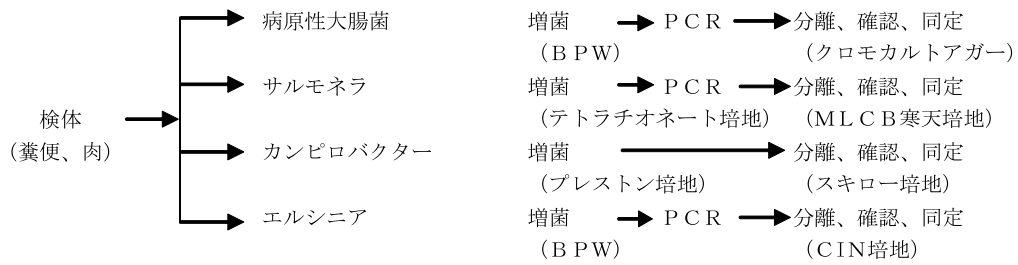 病原性大腸菌 増菌 ＰＣＲ 分離、確認、同定
（ＢＰＷ） （クロモカルトアガー）
サルモネラ 増菌 ＰＣＲ 分離、確認、同定
検体 （テトラチオネート培地） （ＭＬＣＢ寒天培地）
（糞便、肉） カンピロバクター 増菌 分離、確認、同定
（プレストン培地） （スキロー培地）
エルシニア 増菌 ＰＣＲ 分離、確認、同定
（ＢＰＷ） （ＣＩＮ培地）